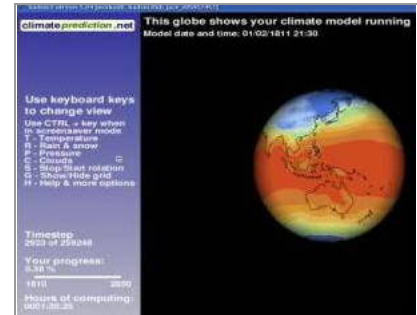 climateprediction.net
This globe shows your climate model running
Model date and time: 01/02/1811 21:30
Use keyboard keys
to change view
Use CTRL + key when
in screensaver mode
T - Temperature
R - Rain & snow
P - Pressure
C - Clouds
S - Stop/Start rotation
G - Show/Hide grid
H - Help & more options
Timestep
of 259248
Your progress:
0.38 %
1810
Hours of computing: